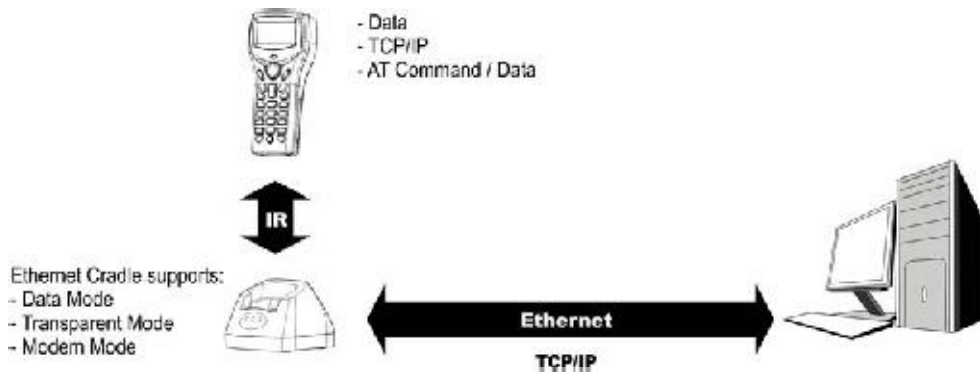 - Data
- TCP/IP
- AT Command / Data
IR
Ethernet Cradle supports:
- Data Mode
- Transparent Mode
- Modem Mode
Ethernet
TCP/IP